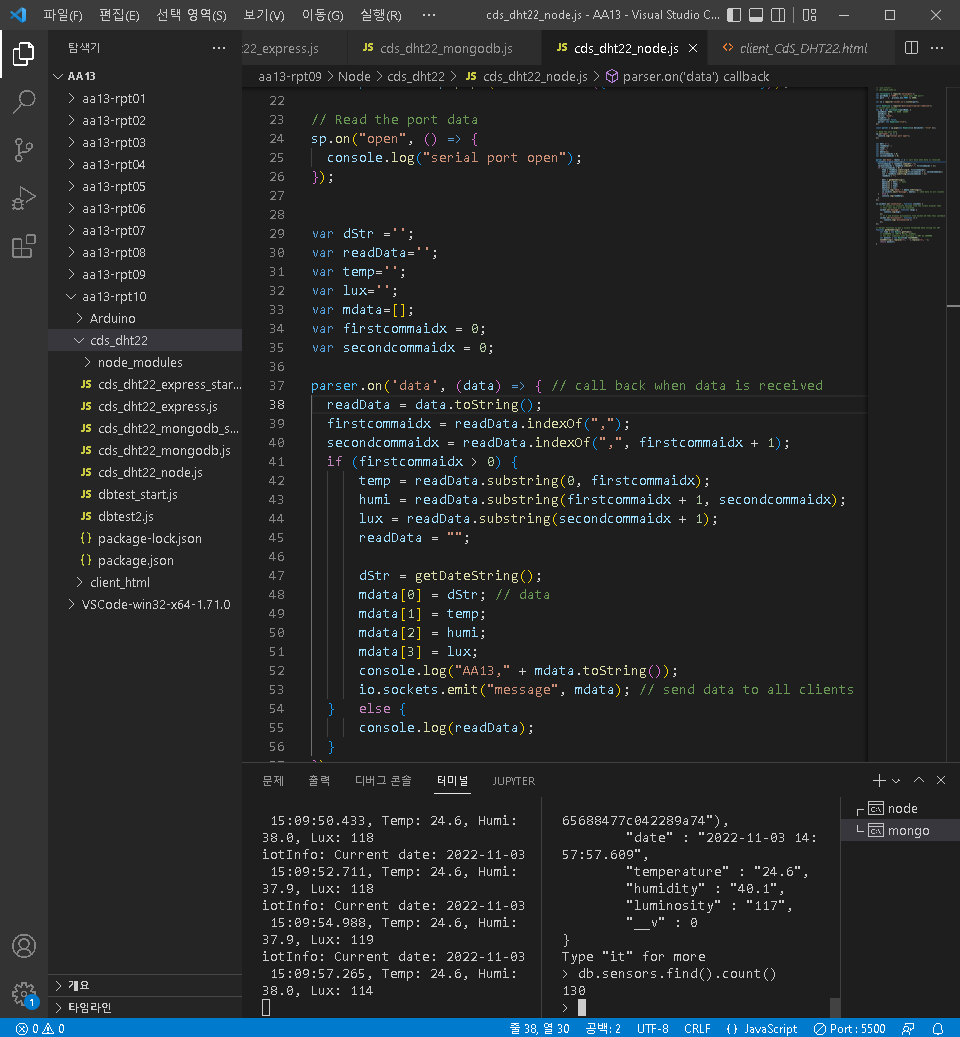 파일(F) 편집(E) 선택 영역(S) 보기(V) 이동(G) 실행(R) ··· cds_dht22_node.js - AA13 - Visual Studio C...
탐색기 ···
22_express.js
JS cds_dht22_mongodb.js
JS cds_dht22_node.js ×
<> client_CdS_DHT22.html ···
aa13-rpt09 > Node > cds_dht22 > JS cds_dht22_node.js > parser.on('data') callback
AA13
aa13-rpt01
aa13-rpt02
aa13-rpt03
aa13-rpt04
aa13-rpt05
aa13-rpt06
aa13-rpt07
aa13-rpt08
aa13-rpt09
aa13-rpt10
Arduino
cds_dht22
node_modules
JS cds_dht22_express_star...
JS cds_dht22_express.js
JS cds_dht22_mongodb_s...
JS cds_dht22_mongodb.js
JS cds_dht22_node.js
JS dbtest_start.js
JS dbtest2.js
{} package-lock.json
{} package.json
client_html
VSCode-win32-x64-1.71.0
개요
타임라인
22
23 // Read the port data
24 sp.on("open", () => {
25   console.log("serial port open");
26 });
27
28
29 var dStr ='';
30 var readData='';
31 var temp='';
32 var lux='';
33 var mdata=[];
34 var firstcommaidx = 0;
35 var secondcommaidx = 0;
36
37 parser.on('data', (data) => { // call back when data is received
38   readData = data.toString();
39   firstcommaidx = readData.indexOf(",");
40   secondcommaidx = readData.indexOf(",", firstcommaidx + 1);
41   if (firstcommaidx > 0) {
42       temp = readData.substring(0, firstcommaidx);
43       humi = readData.substring(firstcommaidx + 1, secondcommaidx);
44       lux = readData.substring(secondcommaidx + 1);
45       readData = "";
46
47       dStr = getDateString();
48       mdata[0] = dStr; // data
49       mdata[1] = temp;
50       mdata[2] = humi;
51       mdata[3] = lux;
52       console.log("AA13," + mdata.toString());
53       io.sockets.emit("message", mdata); // send data to all clients
54   }   else {
55       console.log(readData);
56   }
문제 출력 디버그 콘솔 터미널 JUPYTER
 15:09:50.433, Temp: 24.6, Humi:
38.0, Lux: 118
iotInfo: Current date: 2022-11-03
 15:09:52.711, Temp: 24.6, Humi:
37.9, Lux: 118
iotInfo: Current date: 2022-11-03
 15:09:54.988, Temp: 24.6, Humi:
37.9, Lux: 119
iotInfo: Current date: 2022-11-03
 15:09:57.265, Temp: 24.6, Humi:
38.0, Lux: 114
65688477c042289a74"),
        "date" : "2022-11-03 14:
57:57.609",
        "temperature" : "24.6",
        "humidity" : "40.1",
        "luminosity" : "117",
        "__v" : 0
}
Type "it" for more
> db.sensors.find().count()
130
>
node
mongo
1
0 0 줄 38, 열 30 공백: 2 UTF-8 CRLF {} JavaScript Port : 5500